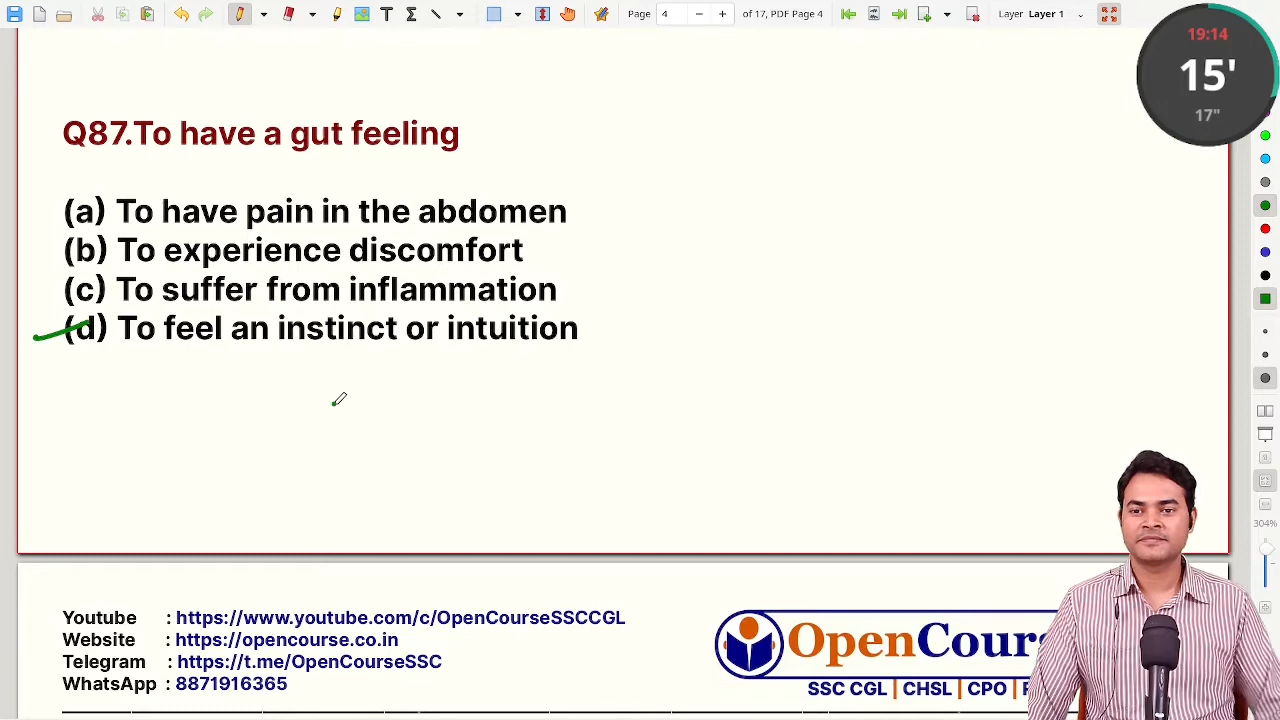 Page 4 of 17, PDF Page 4
Layer Layer 1
19:14
15'
17"
Q87.To have a gut feeling
(a) To have pain in the abdomen
(b) To experience discomfort
(c) To suffer from inflammation
(d) To feel an instinct or intuition
304%
Youtube : https://www.youtube.com/c/OpenCourseSSCCGL
Website : https://opencourse.co.in
Telegram : https://t.me/OpenCourseSSC
WhatsApp : 8871916365
OpenCours
SSC CGL | CHSL | CPO |